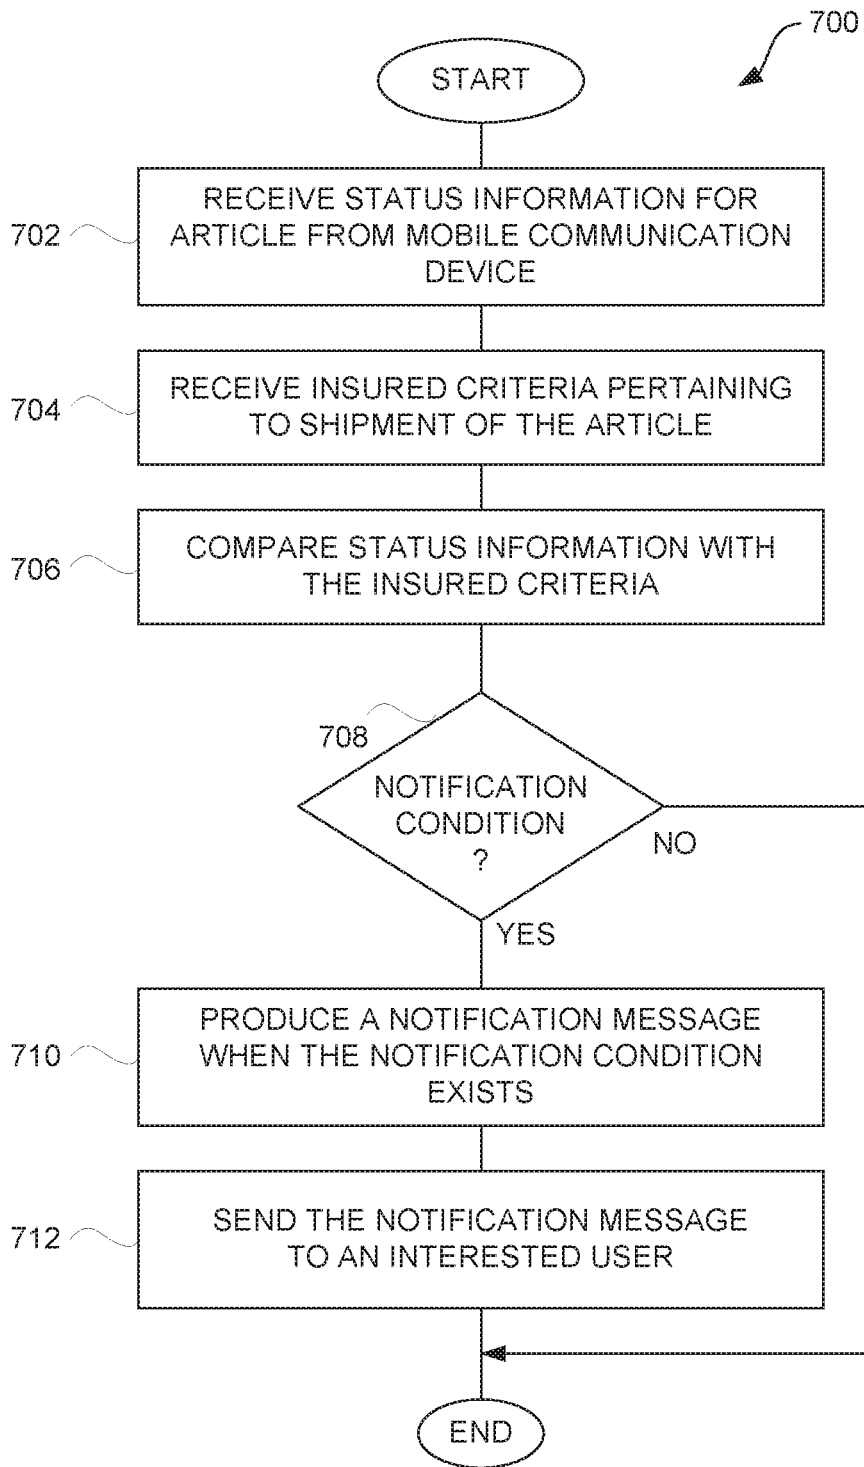 700
START
702
RECEIVE STATUS INFORMATION FOR
ARTICLE FROM MOBILE COMMUNICATION
DEVICE
704
RECEIVE INSURED CRITERIA PERTAINING
TO SHIPMENT OF THE ARTICLE
706
COMPARE STATUS INFORMATION WITH
THE INSURED CRITERIA
708
NOTIFICATION
CONDITION
?
NO
YES
710
PRODUCE A NOTIFICATION MESSAGE
WHEN THE NOTIFICATION CONDITION
EXISTS
712
SEND THE NOTIFICATION MESSAGE
TO AN INTERESTED USER
END